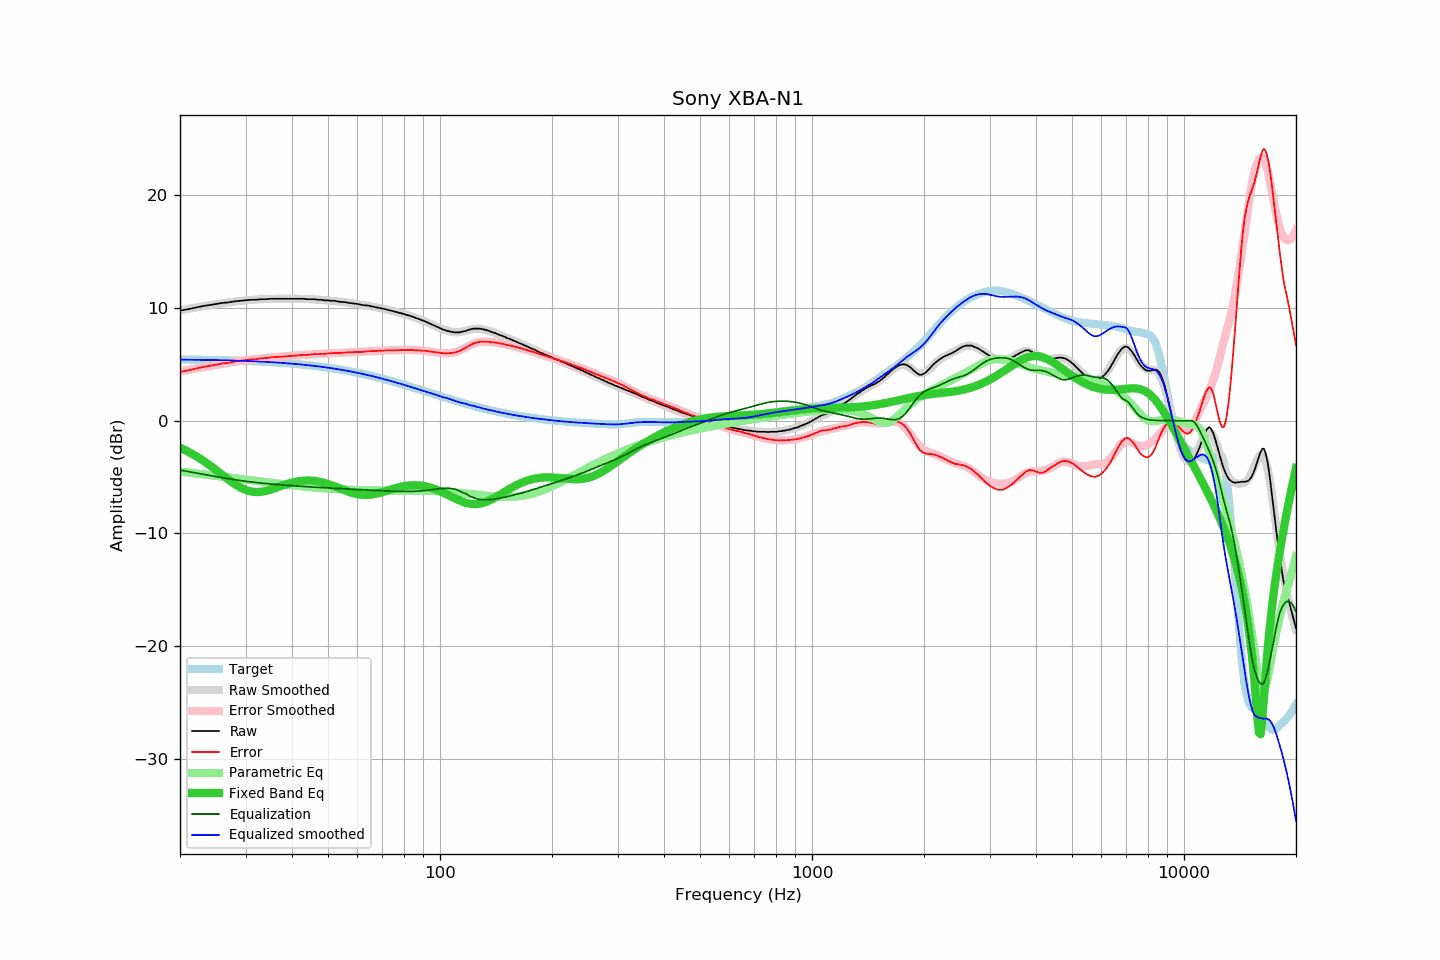 Sony XBA-N1
Amplitude (dBr)
20
10
0
−10
−20
−30
Target
Raw Smoothed
Error Smoothed
Raw
Error
Parametric Eq
Fixed Band Eq
Equalization
Equalized smoothed
100
1000
10000
Frequency (Hz)